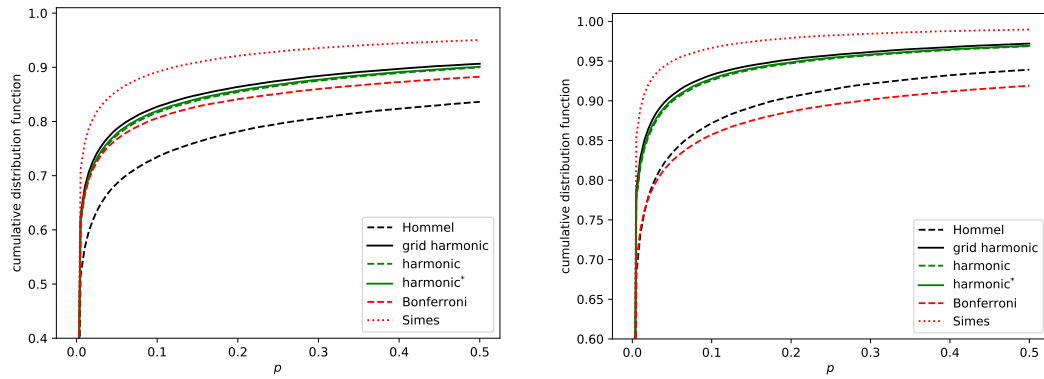 1.0
0.9
0.8
0.7
0.6
0.5
0.4
cumulative distribution function
0.0 0.1 0.2 0.3 0.4 0.5
p
Hommel
grid harmonic
harmonic
harmonic*
Bonferroni
Simes
1.00
0.95
0.90
0.85
0.80
0.75
0.70
0.65
0.60
cumulative distribution function
0.0 0.1 0.2 0.3 0.4 0.5
p
Hommel
grid harmonic
harmonic
harmonic*
Bonferroni
Simes